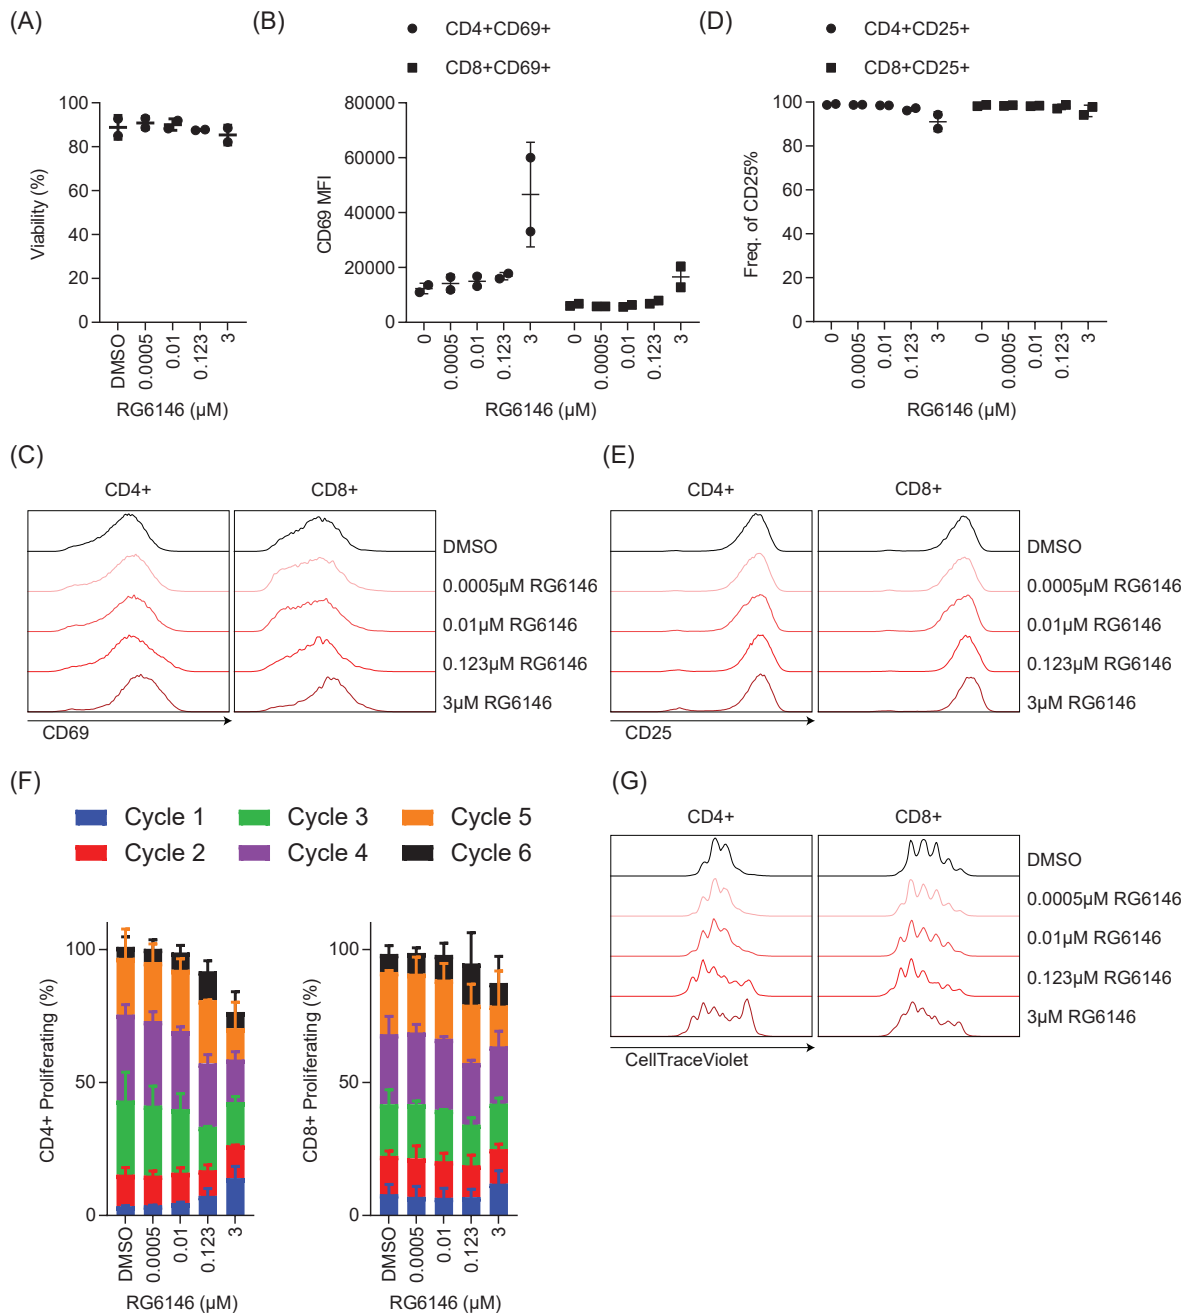 (A)
Viability (%)
100
80
60
40
20
0
DMSO
0.0005
0.01
0.123
3
RG6146 (µM)
(B)
CD4+CD69+
CD8+CD69+
CD69 MFI
80000
60000
40000
20000
0
0
0.0005
0.01
0.123
3
0
0.0005
0.01
0.123
3
RG6146 (µM)
(D)
CD4+CD25+
CD8+CD25+
Freq. of CD25%
100
80
60
40
20
0
0
0.0005
0.01
0.123
3
0
0.0005
0.01
0.123
3
RG6146 (µM)
(C)
CD4+
CD8+
DMSO
0.0005µM RG6146
0.01µM RG6146
0.123µM RG6146
3µM RG6146
CD69
(E)
CD4+
CD8+
DMSO
0.0005µM RG6146
0.01µM RG6146
0.123µM RG6146
3µM RG6146
CD25
(F)
Cycle 1
Cycle 3
Cycle 5
Cycle 2
Cycle 4
Cycle 6
CD4+ Proliferating (%)
100
50
0
DMSO
0.0005
0.01
0.123
3
RG6146 (µM)
CD8+ Proliferating (%)
100
50
0
DMSO
0.0005
0.01
0.123
3
RG6146 (µM)
(G)
CD4+
CD8+
DMSO
0.0005µM RG6146
0.01µM RG6146
0.123µM RG6146
3µM RG6146
CellTraceViolet